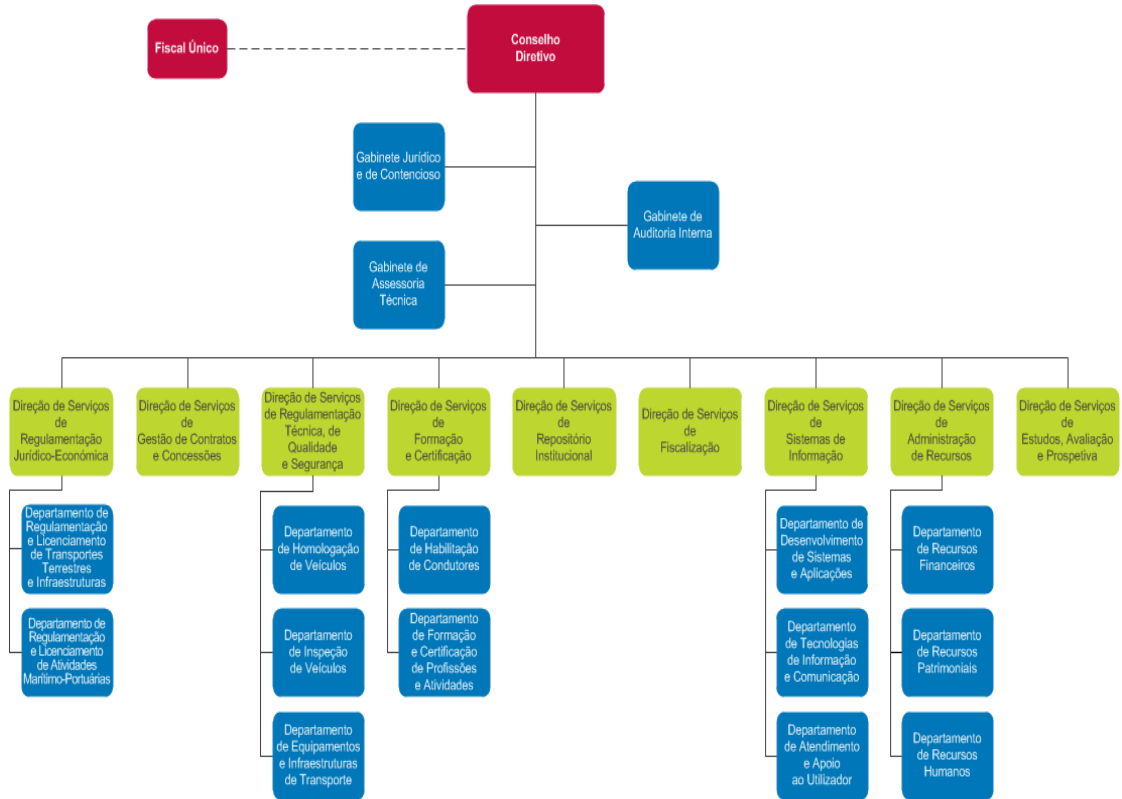 Fiscal Único
Conselho
Diretivo
Gabinete Jurídico
e de Contencioso
Gabinete de
Auditoria Interna
Gabinete de
Assessoria
Técnica
Direção de Serviços
de
Regulamentação
Jurídico-Económica
Direção de Serviços
de
Gestão de Contratos
e Concessões
Direção de Serviços
de Regulamentação
Técnica, de
Qualidade
e Segurança
Direção de Serviços
de
Formação
e Certificação
Direção de Serviços
de
Repositório
Institucional
Direção de Serviços
de
Fiscalização
Direção de Serviços
de
Sistemas de
Informação
Direção de Serviços
de
Administração
de Recursos
Direção de Serviços
de
Estudos, Avaliação
e Prospetiva
Departamento de
Regulamentação
e Licenciamento
de Transportes
Terrestres
e Infraestruturas
Departamento
de Homologação
de Veículos
Departamento
de Habilitação
de Condutores
Departamento de
Desenvolvimento
de Sistemas
e Aplicações
Departamento
de Recursos
Financeiros
Departamento de
Regulamentação
e Licenciamento
de Atividades
Marítimo-Portuárias
Departamento
de Inspeção
de Veículos
Departamento
de Formação
e Certificação
de Profissões
e Atividades
Departamento
de Tecnologias
de Informação
e Comunicação
Departamento
de Recursos
Patrimoniais
Departamento
de Equipamentos
e Infraestruturas
de Transporte
Departamento
de Atendimento
e Apoio
ao Utilizador
Departamento
de Recursos
Humanos